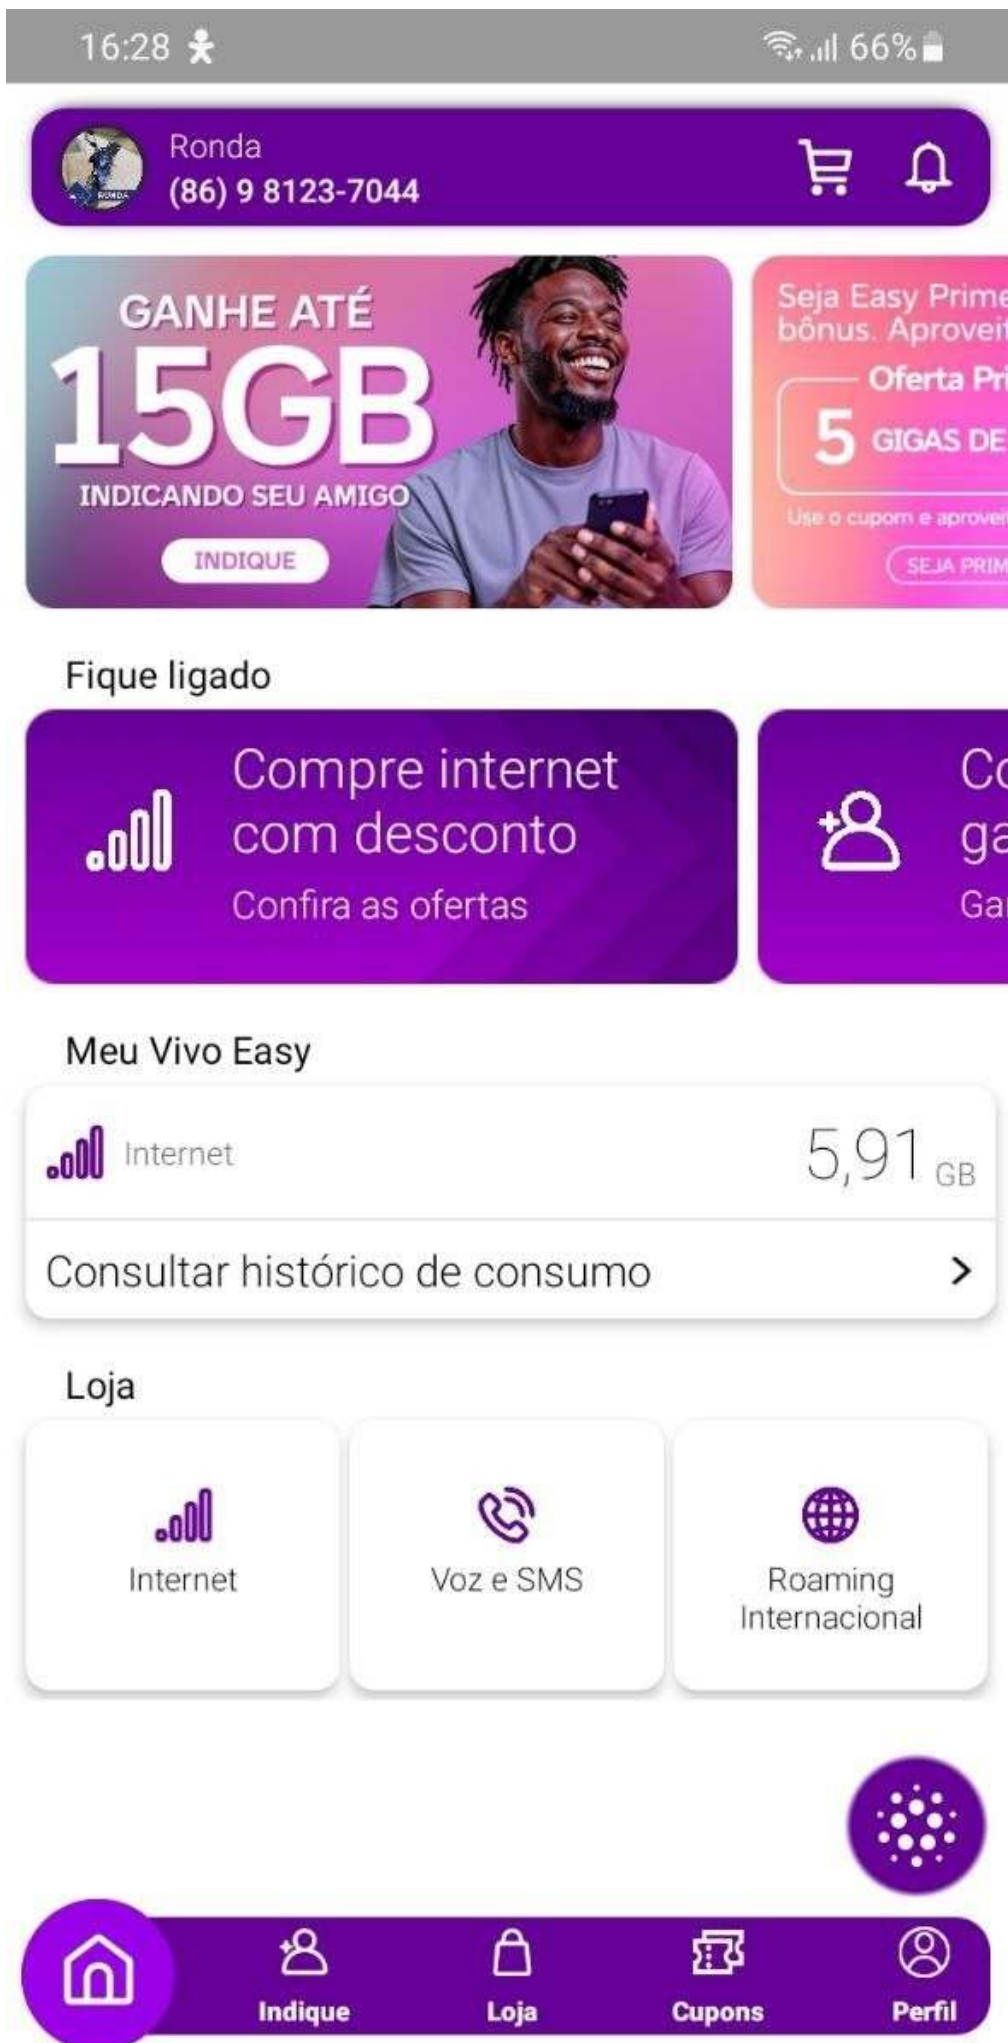 16:28
66%
Ronda
(86) 9 8123-7044
RONDA
GANHE ATÉ
15GB
INDICANDO SEU AMIGO
INDIQUE
Seja Easy Prime
bônus. Aprovei
Oferta Pri
5 GIGAS DE
Use o cupom e aprovei
SEJA PRIM
Fique ligado
Compre internet
com desconto
Confira as ofertas
Co
ga
Gar
Meu Vivo Easy
Internet
5,91 GB
Consultar histórico de consumo
Loja
Internet
Voz e SMS
Roaming
Internacional
Indique
Loja
Cupons
Perfil